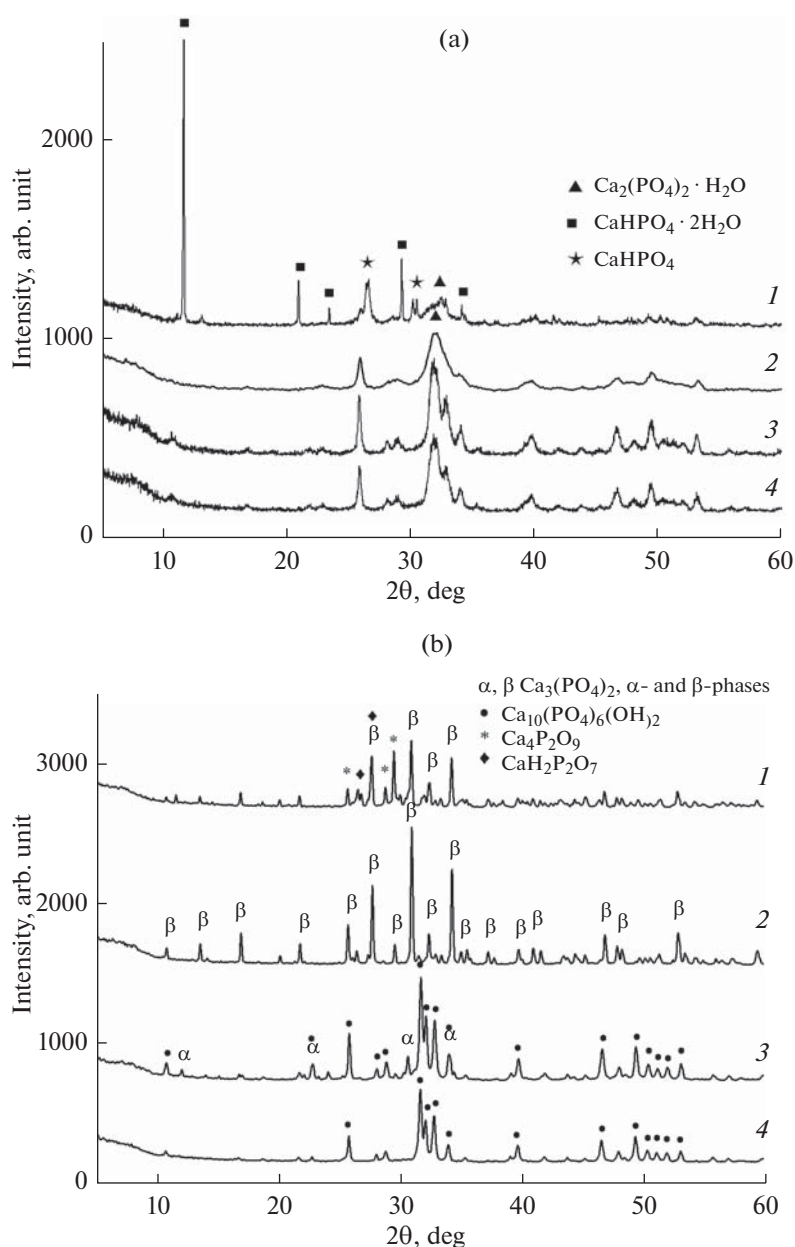 (a)
Intensity, arb. unit
2000
1000
0
▲ Ca₂(PO₄)₂ · H₂O
■ CaHPO₄ · 2H₂O
★ CaHPO₄
1
2
3
4
10 20 30 40 50 60
2θ, deg
(b)
Intensity, arb. unit
3000
2000
1000
0
α, β Ca₃(PO₄)₂, α- and β-phases
• Ca₁₀(PO₄)₆(OH)₂
* Ca₄P₂O₉
♦ CaH₂P₂O₇
β β β β
1
β β β β β β β β β β β β β β β β
2
α α α α
3
4
10 20 30 40 50 60
2θ, deg